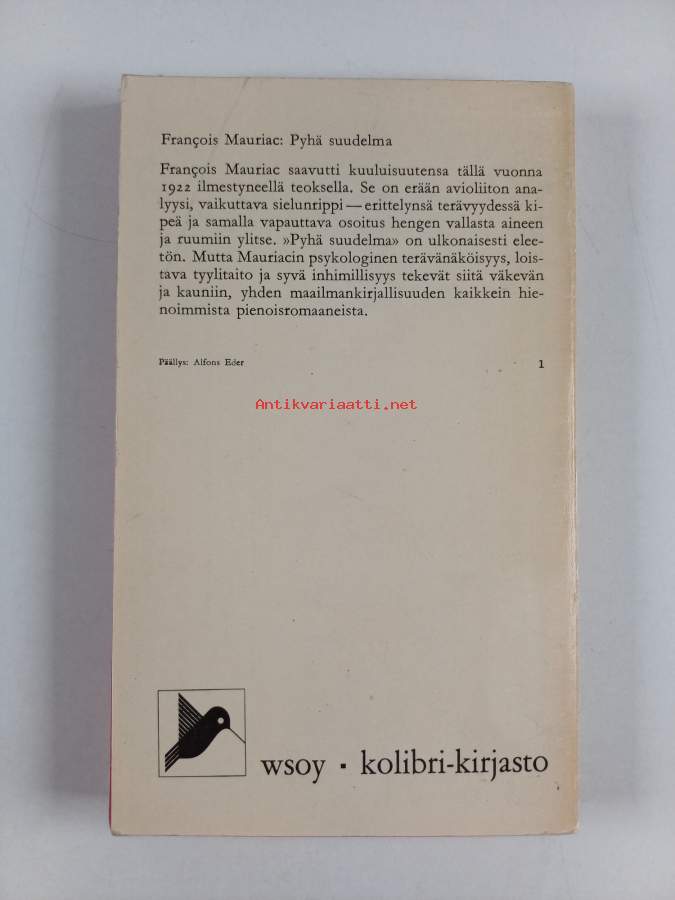 François Mauriac: Pyhä suudelma
François Mauriac saavutti kuuluisuutensa tällä vuonna
1922 ilmestyneellä teoksella. Se on erään avioliiton ana-
lyysi, vaikuttava sielunrippi — erittelynsä terävyydessä ki-
peä ja samalla vapauttava osoitus hengen vallasta aineen
ja ruumiin ylitse. »Pyhä suudelma» on ulkonaisesti elee-
tön. Mutta Mauriacin psykologinen terävänäköisyys, lois-
tava tyylitaito ja syvä inhimillisyys tekevät siitä väkevän
ja kauniin, yhden maailmankirjallisuuden kaikkein hie-
noimmista pienoisromaaneista.
Päällys: Alfons Eder 1
Antikvariaatti.net
wsoy ▪ kolibri-kirjasto